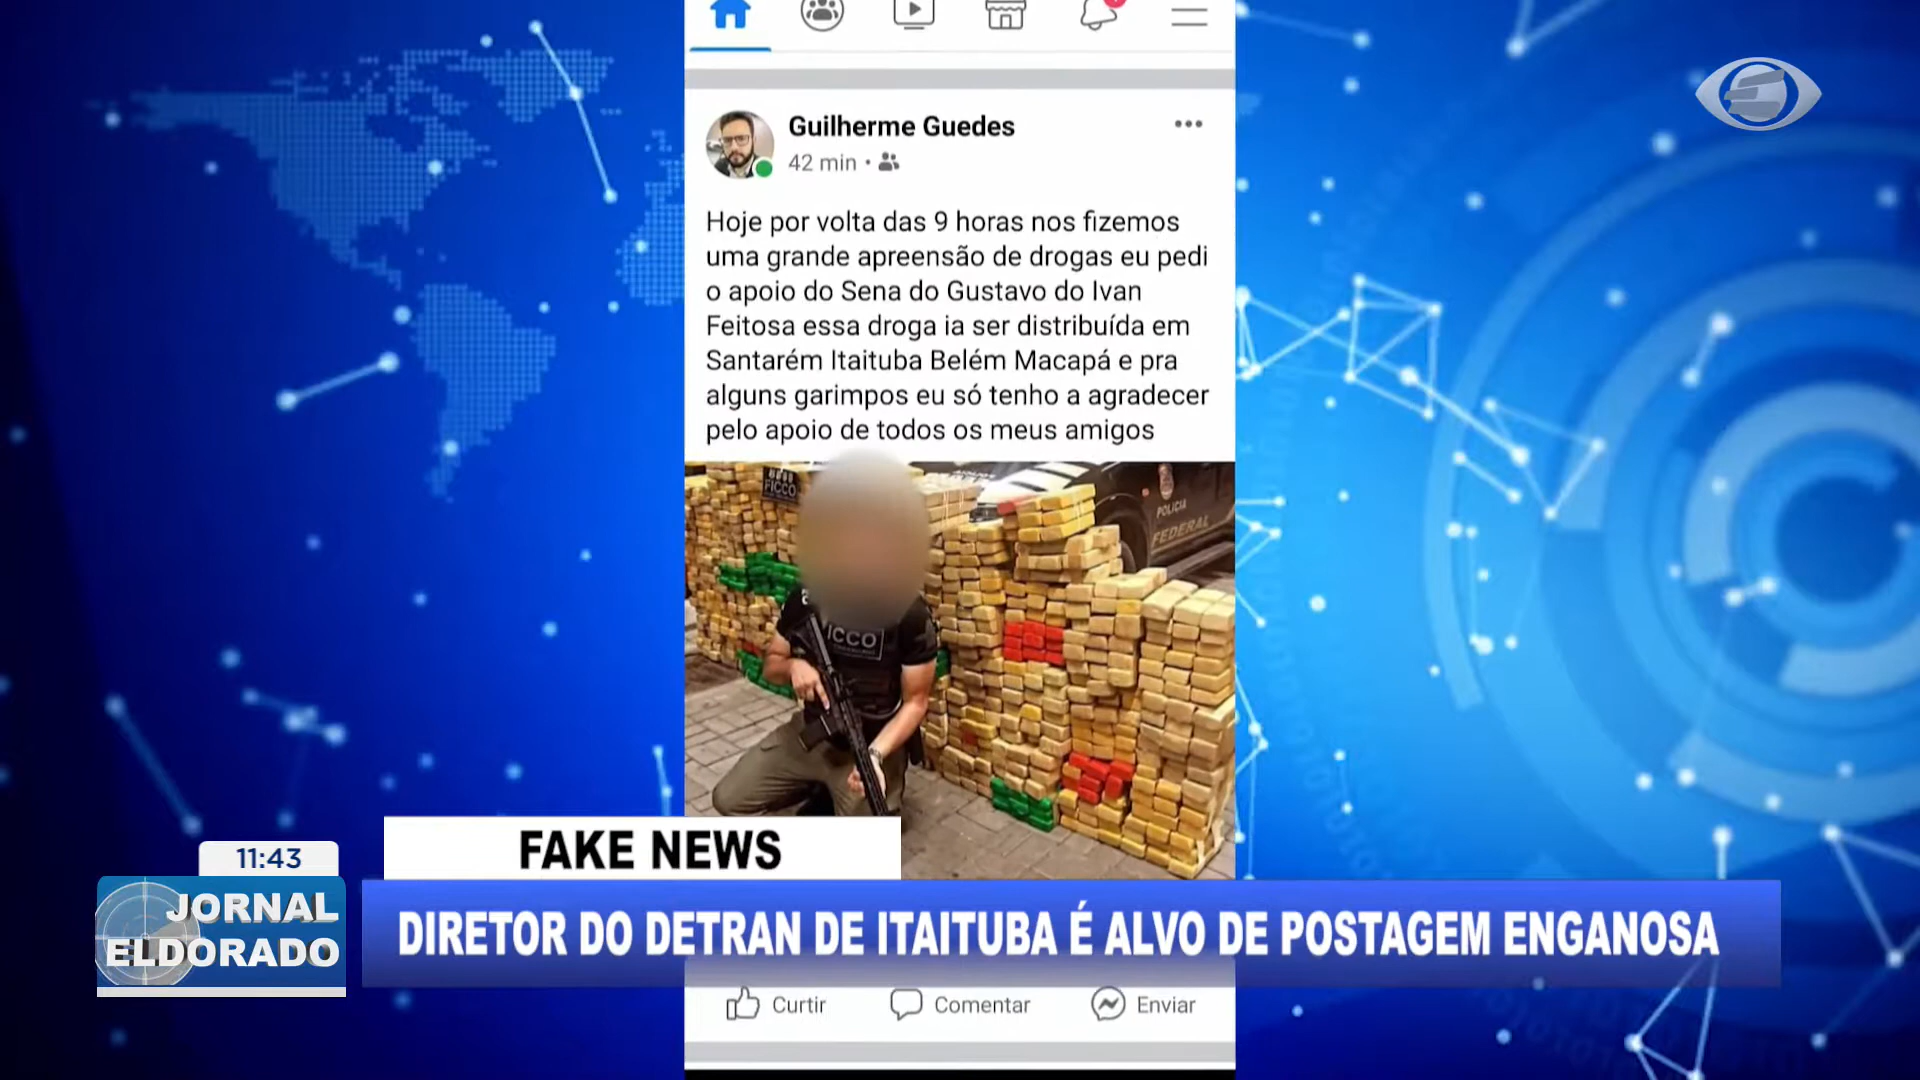 Guilherme Guedes
42 min
Hoje por volta das 9 horas nos fizemos
uma grande apreensão de drogas eu pedi
o apoio do Sena do Gustavo do Ivan
Feitosa essa droga ia ser distribuída em
Santarém Itaituba Belém Macapá e pra
alguns garimpos eu só tenho a agradecer
pelo apoio de todos os meus amigos
FICCO
POLICIA
FEDERAL
FICCO
FAKE NEWS
11:43
JORNAL
ELDORADO
DIRETOR DO DETRAN DE ITAITUBA É ALVO DE POSTAGEM ENGANOSA
Curtir
Comentar
Enviar